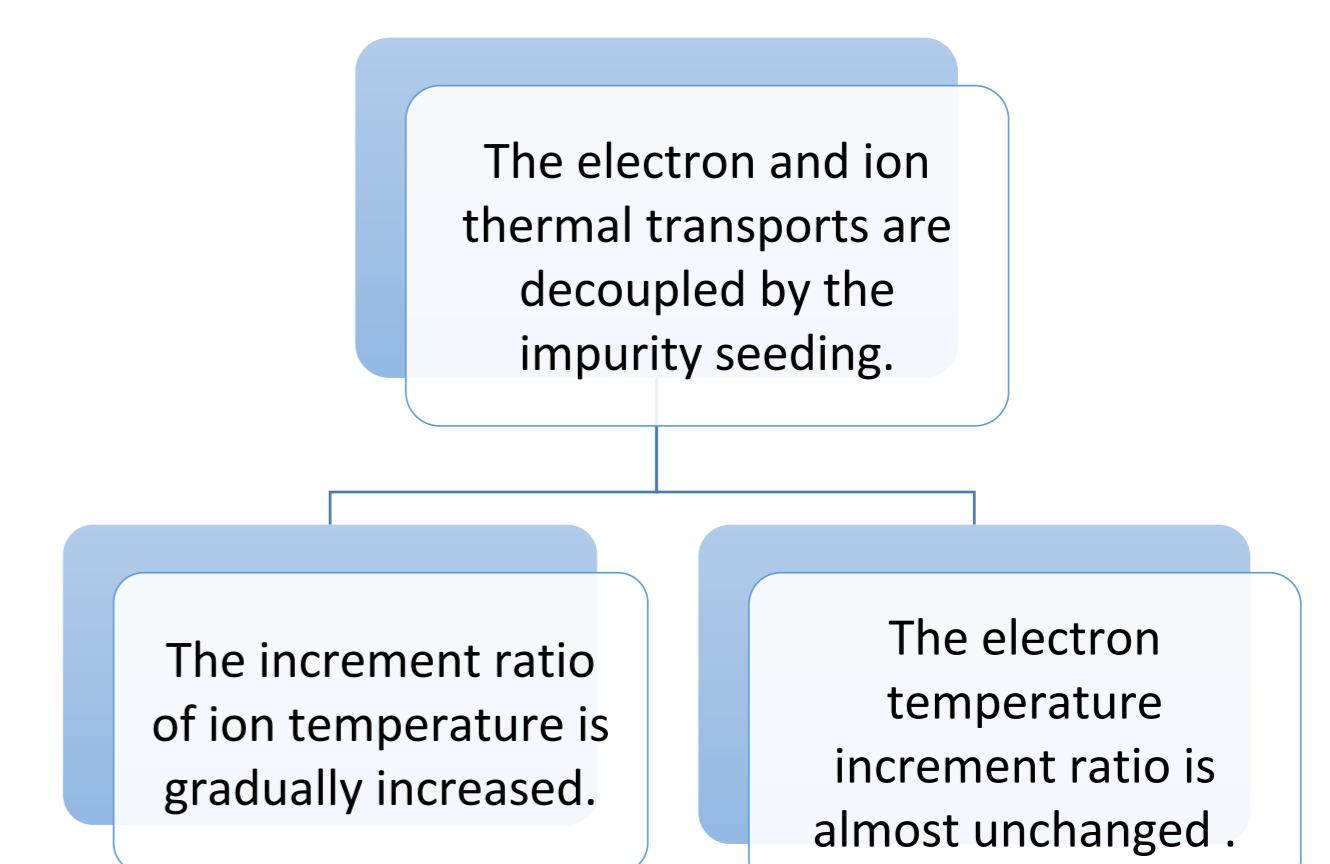 The electron and ion
thermal transports are
decoupled by the
impurity seeding.
The increment ratio
of ion temperature is
gradually increased.
The electron
temperature
increment ratio is
almost unchanged .